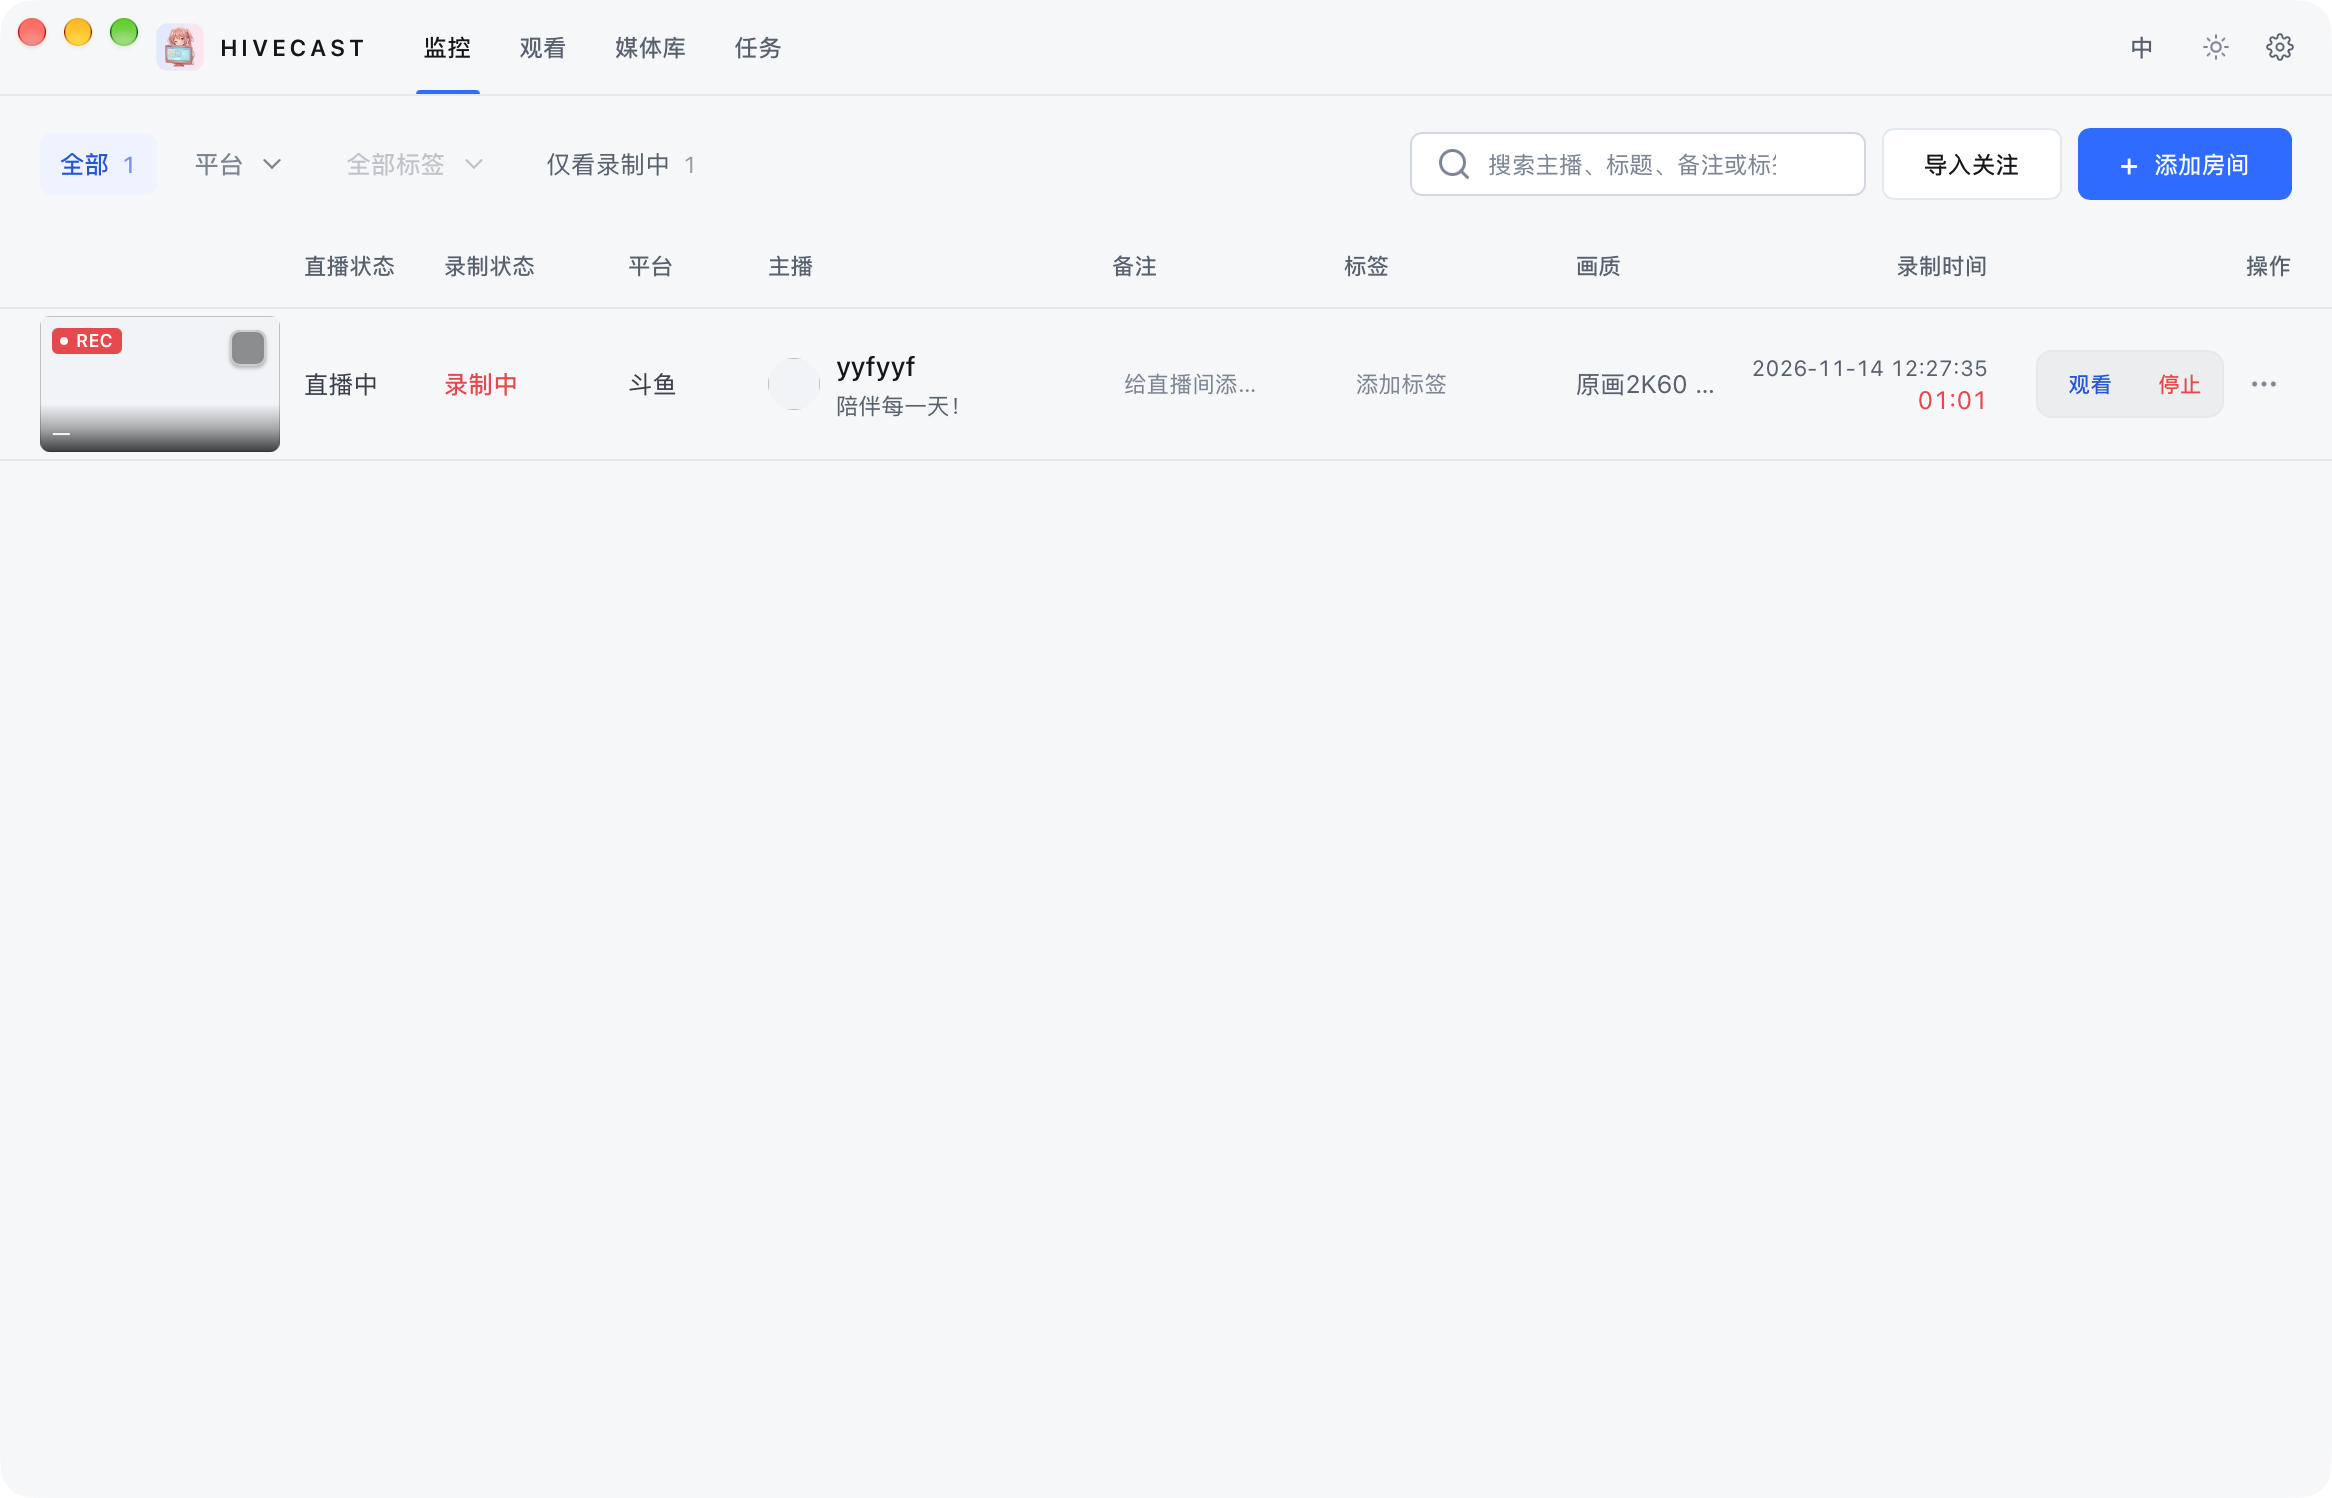 HIVECAST 监控 观看 媒体库 任务 中
全部 1 平台 全部标签 仅看录制中 1 搜索主播、标题、备注或标 导入关注 + 添加房间
直播状态 录制状态 平台 主播 备注 标签 画质 录制时间 操作
REC
直播中 录制中 斗鱼 yyfyyf 给直播间添... 添加标签 原画2K60 ... 2026-11-14 12:27:35 观看 停止 ...
陪伴每一天! 01:01